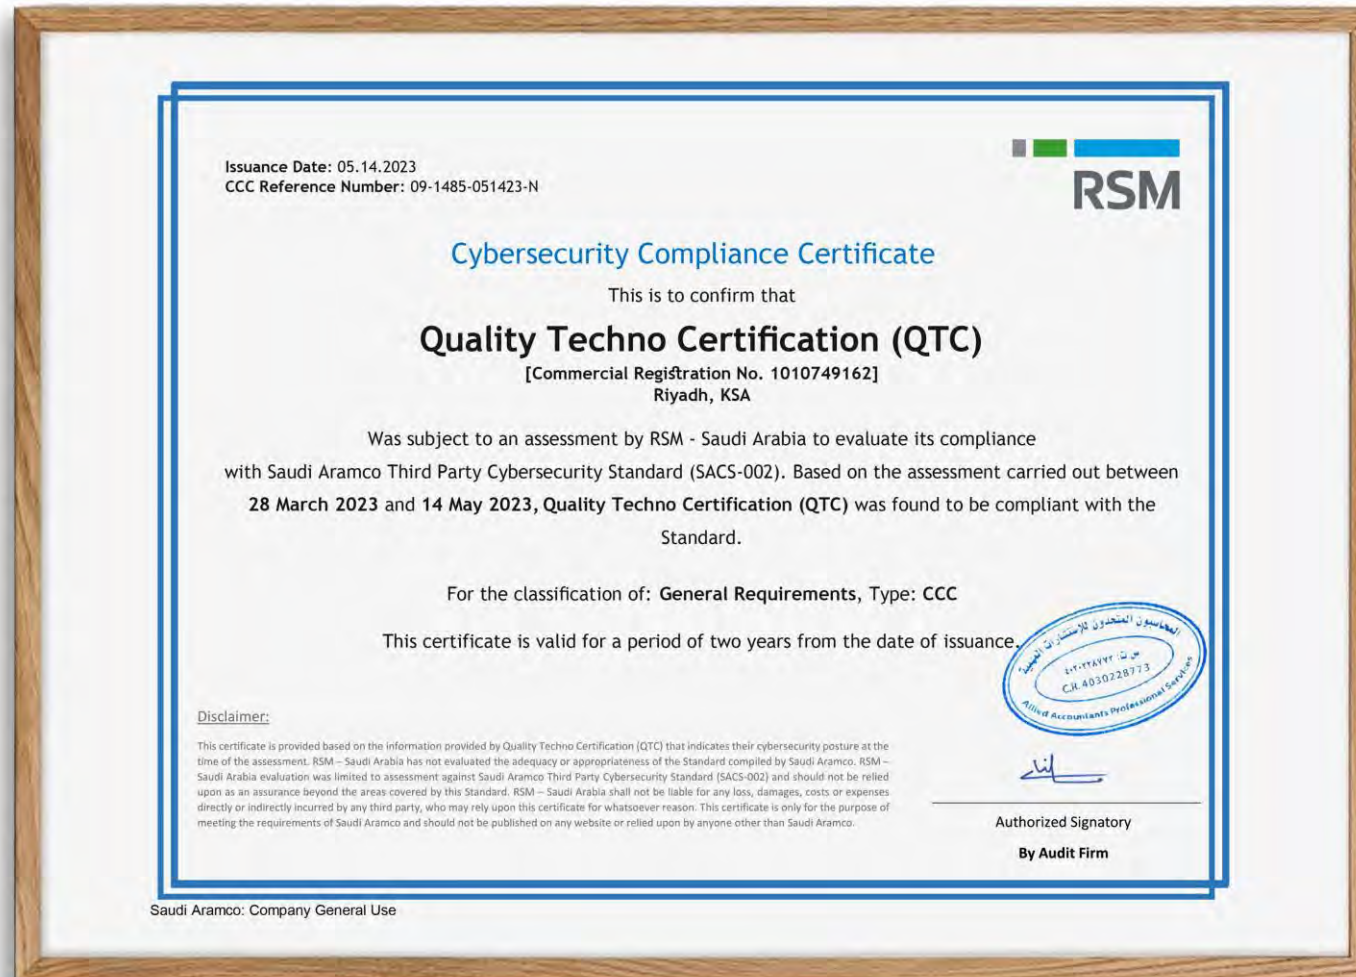 Issuance Date: 05.14.2023
CCC Reference Number: 09-1485-051423-N
RSM
Cybersecurity Compliance Certificate
This is to confirm that
Quality Techno Certification (QTC)
[Commercial Registration No. 1010749162]
Riyadh, KSA
Was subject to an assessment by RSM - Saudi Arabia to evaluate its compliance
with Saudi Aramco Third Party Cybersecurity Standard (SACS-002). Based on the assessment carried out between
28 March 2023 and 14 May 2023, Quality Techno Certification (QTC) was found to be compliant with the
Standard.
For the classification of: General Requirements, Type: CCC
This certificate is valid for a period of two years from the date of issuance.
المحاسبون المتحدون للإستشارات المهنية
س ت: ٤٠٣٠٢٢٨٧٧٣
C.R. 4030228773
Allied Accountants Professional Services
Disclaimer:
This certificate is provided based on the information provided by Quality Techno Certification (QTC) that indicates their cybersecurity posture at the
time of the assessment. RSM – Saudi Arabia has not evaluated the adequacy or appropriateness of the Standard compiled by Saudi Aramco. RSM –
Saudi Arabia evaluation was limited to assessment against Saudi Aramco Third Party Cybersecurity Standard (SACS-002) and should not be relied
upon as an assurance beyond the areas covered by this Standard. RSM – Saudi Arabia shall not be liable for any loss, damages, costs or expenses
directly or indirectly incurred by any third party, who may rely upon this certificate for whatsoever reason. This certificate is only for the purpose of
meeting the requirements of Saudi Aramco and should not be published on any website or relied upon by anyone other than Saudi Aramco.
Authorized Signatory
By Audit Firm
Saudi Aramco: Company General Use